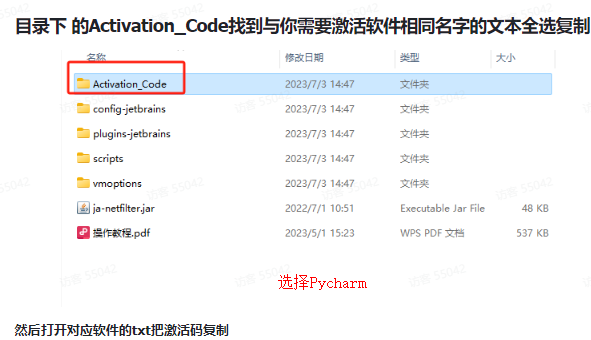 目录下 的Activation_Code找到与你需要激活软件相同名字的文本全选复制
名称 修改日期 类型 大小
Activation_Code 2023/7/3 14:47 文件夹
config-jetbrains 2023/7/3 14:47 文件夹
plugins-jetbrains 2023/7/3 14:47 文件夹
scripts 2023/7/3 14:47 文件夹
vmoptions 2023/7/3 14:47 文件夹
ja-netfilter.jar 2022/7/1 10:51 Executable Jar File 48 KB
操作教程.pdf 2023/5/1 15:23 WPS PDF 文档 537 KB
选择Pycharm
然后打开对应软件的txt把激活码复制
访客 55042